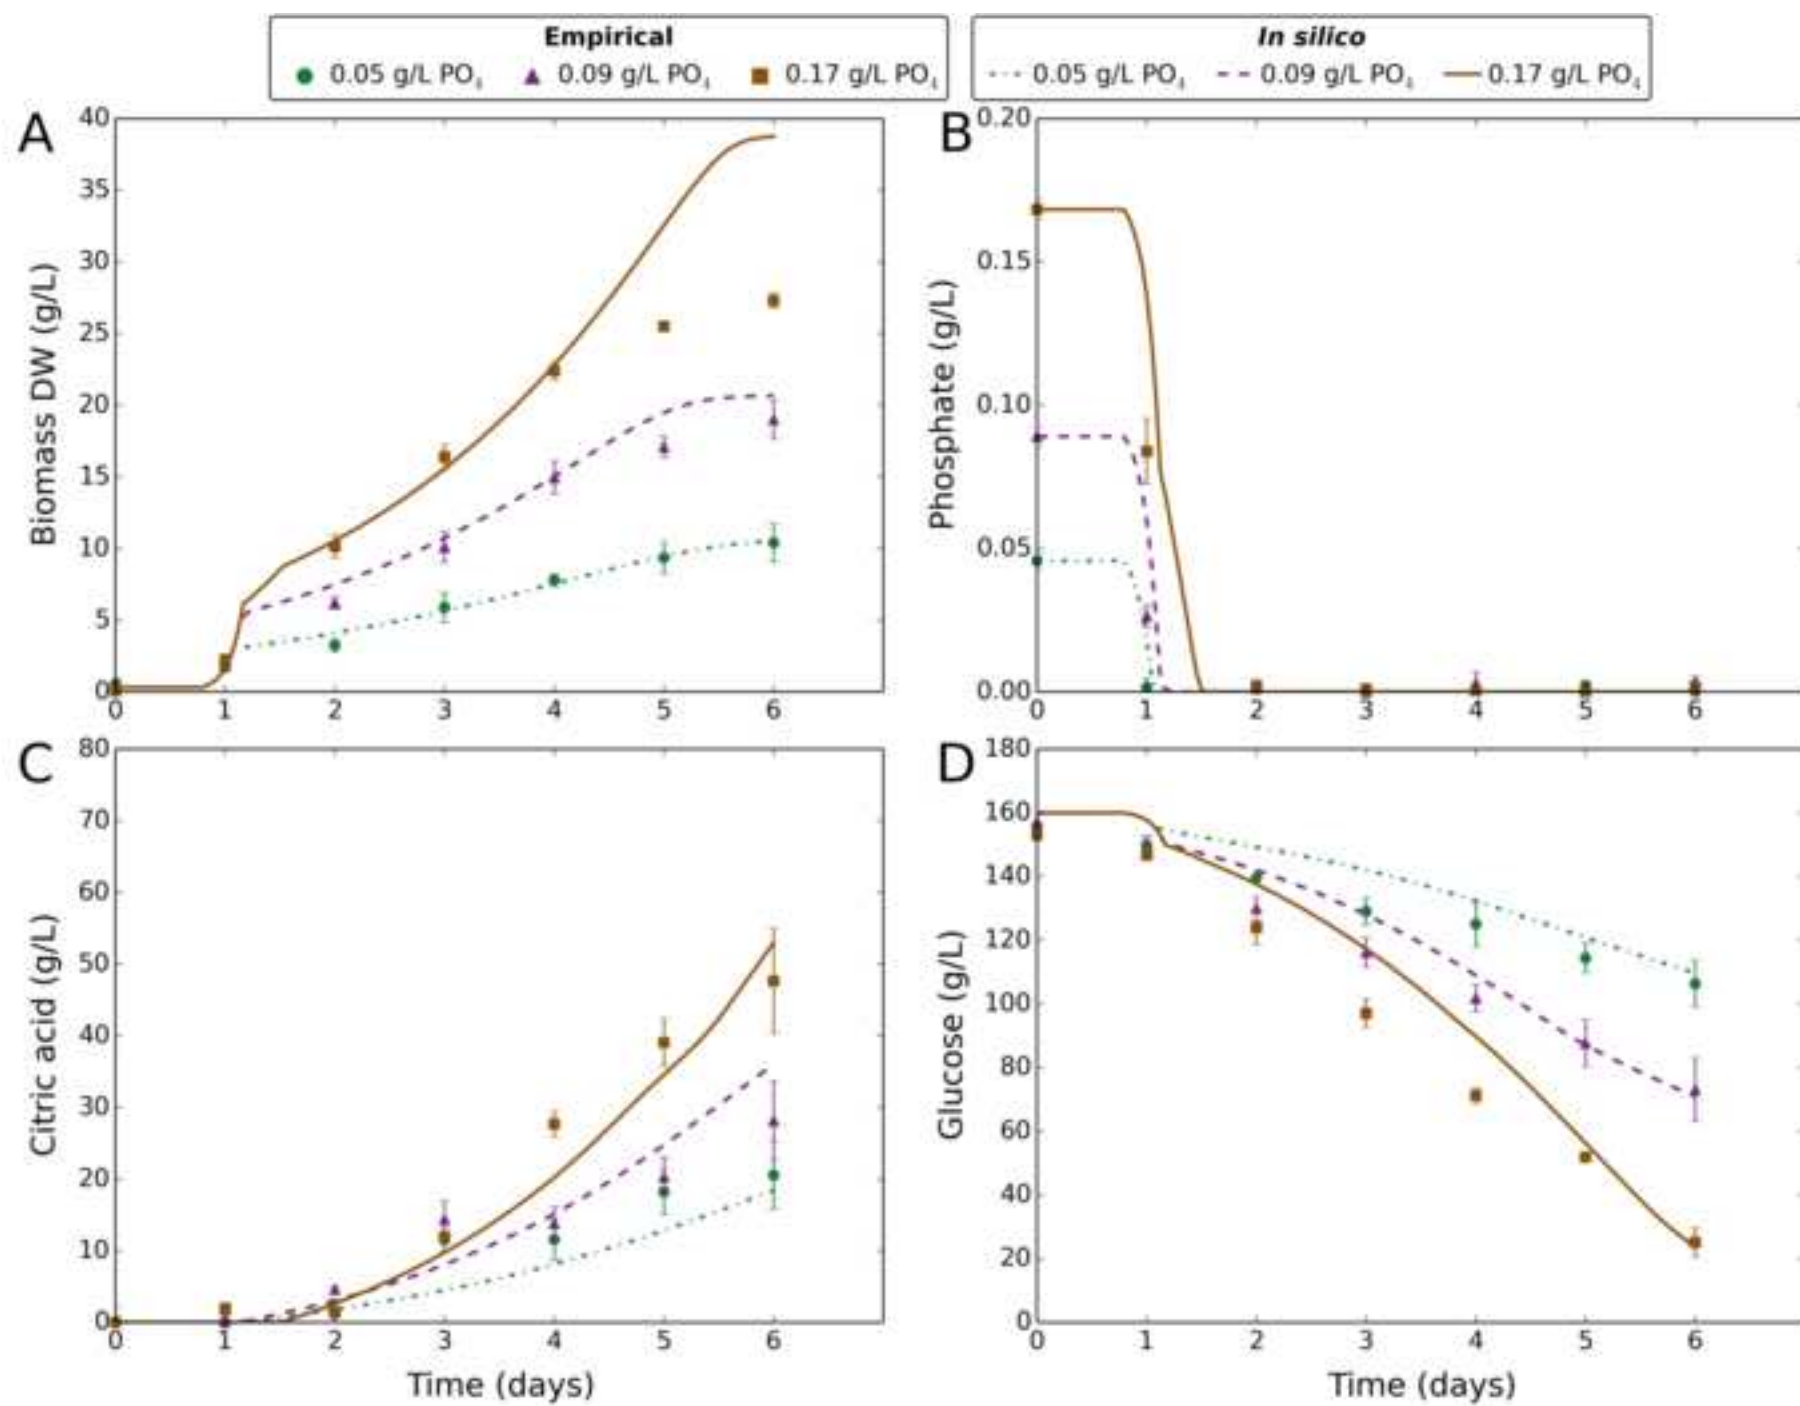 Empirical
0.05 g/L PO₄ 0.09 g/L PO₄ 0.17 g/L PO₄
In silico
0.05 g/L PO₄ 0.09 g/L PO₄ 0.17 g/L PO₄
A
Biomass DW (g/L)
40
35
30
25
20
15
10
5
0
0 1 2 3 4 5 6
B
Phosphate (g/L)
0.20
0.15
0.10
0.05
0.00
0 1 2 3 4 5 6
C
Citric acid (g/L)
80
70
60
50
40
30
20
10
0
0 1 2 3 4 5 6
Time (days)
D
Glucose (g/L)
180
160
140
120
100
80
60
40
20
0
0 1 2 3 4 5 6
Time (days)